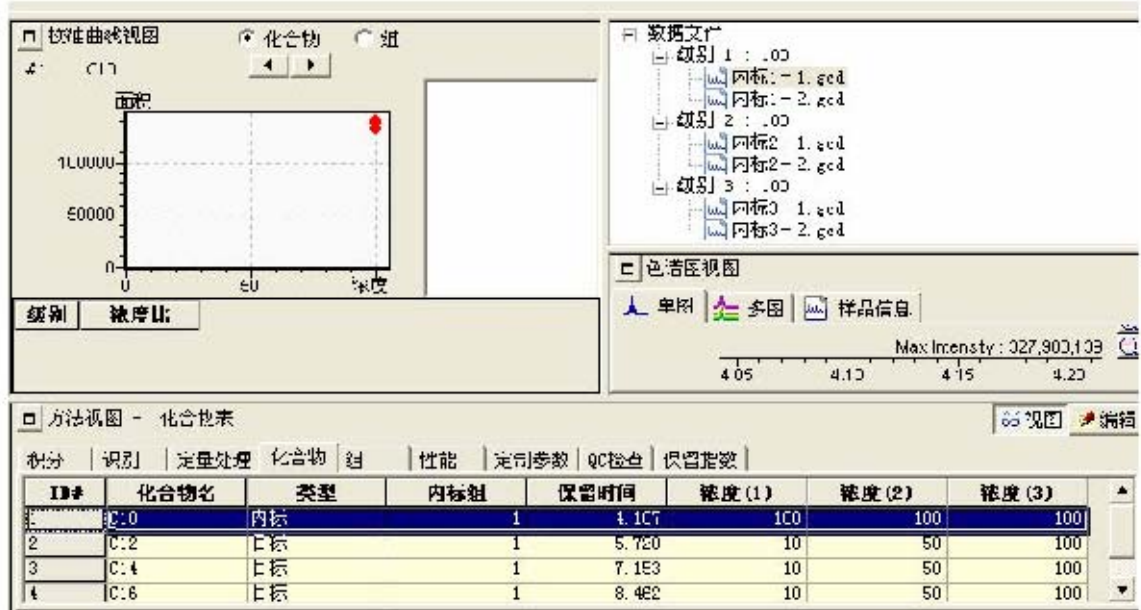 校准曲线视图 化合物 组
面积
100000
50000
0
0 50 浓度
级别 浓度比
数据文件
级别 1 : 100
内标1-1.gcd
内标1-2.gcd
级别 2 : 100
内标2-1.gcd
内标2-2.gcd
级别 3 : 100
内标3-1.gcd
内标3-2.gcd
色谱图视图
单图 多图 样品信息
Max Intensity :
4.05 4.10 4.15 4.20
方法视图 - 化合物表
视图 编辑
积分 识别 定量处理 化合物 组 性能 定制参数 QC检查 保留指数
ID# 化合物名 类型 内标组 保留时间 浓度(1) 浓度(2) 浓度(3)
1 C10 内标 1 4.107 100 100 100
2 C12 目标 1 5.720 10 50 100
3 C14 目标 1 7.153 10 50 100
4 C16 目标 1 8.462 10 50 100